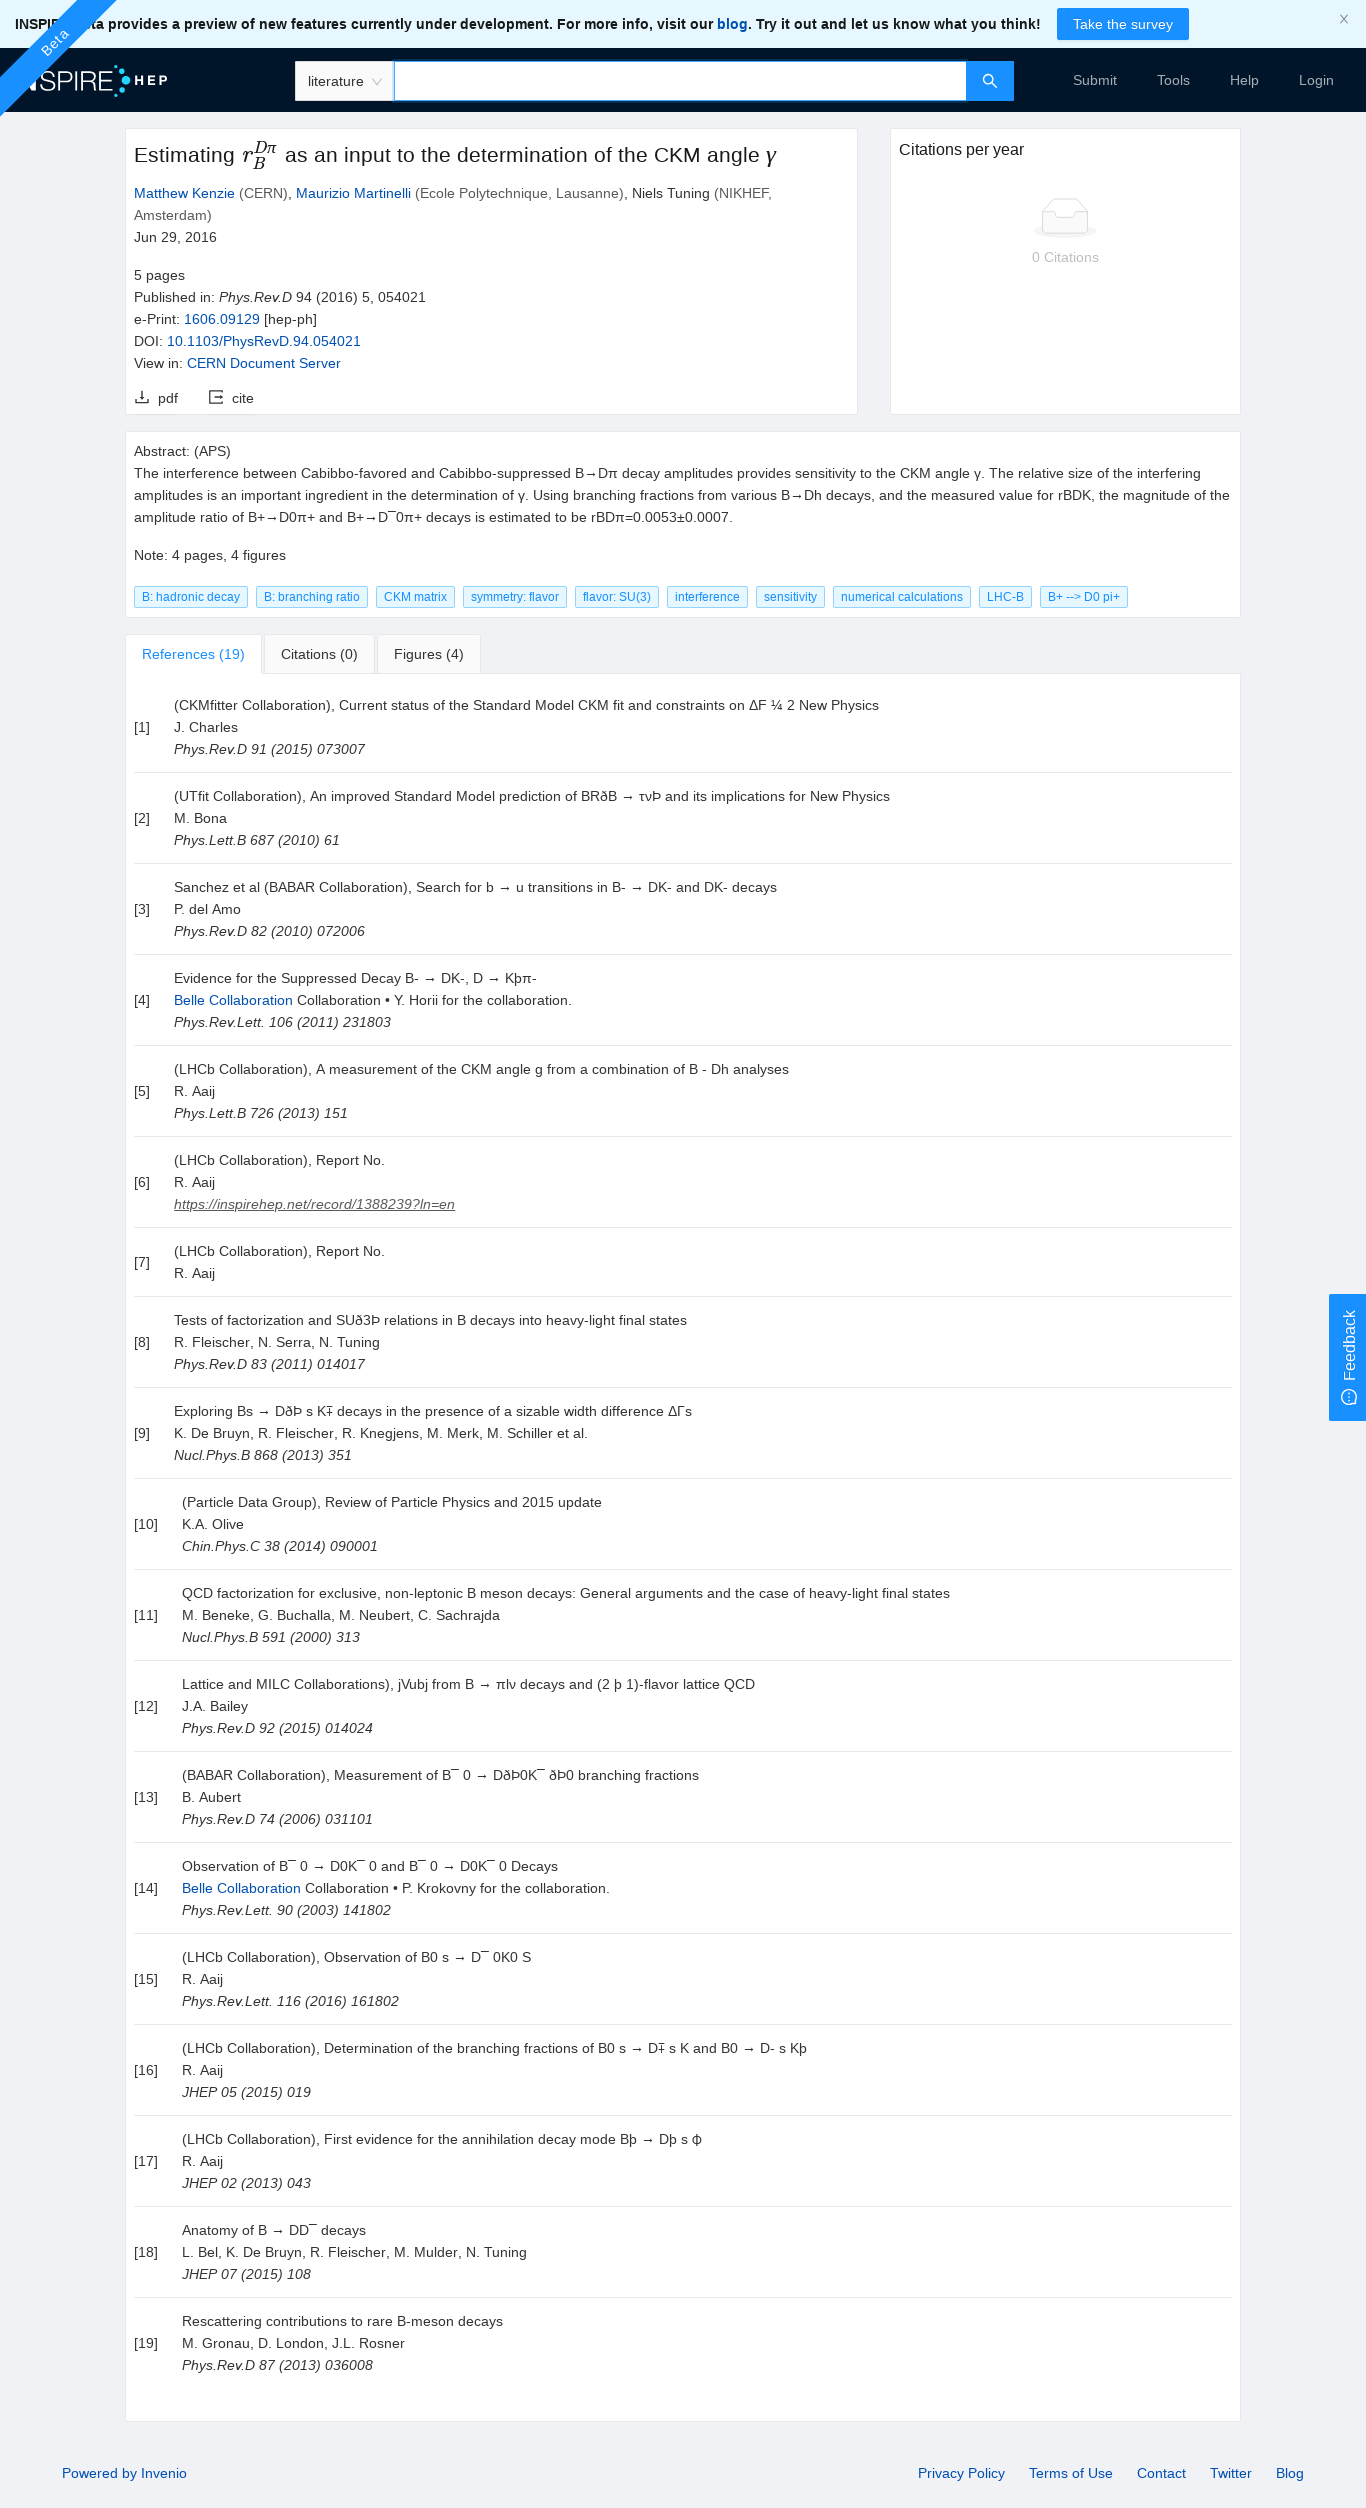 INSPIRE Beta provides a preview of new features currently under development. For more info, visit our blog. Try it out and let us know what you think! Take the survey
Beta
INSPIRE HEP literature Submit Tools Help Login
Estimating r_B^{Dπ} as an input to the determination of the CKM angle γ
Matthew Kenzie (CERN), Maurizio Martinelli (Ecole Polytechnique, Lausanne), Niels Tuning (NIKHEF,
Amsterdam)
Jun 29, 2016
5 pages
Published in: Phys.Rev.D 94 (2016) 5, 054021
e-Print: 1606.09129 [hep-ph]
DOI: 10.1103/PhysRevD.94.054021
View in: CERN Document Server
pdf cite
Citations per year
0 Citations
Abstract: (APS)
The interference between Cabibbo-favored and Cabibbo-suppressed B→Dπ decay amplitudes provides sensitivity to the CKM angle γ. The relative size of the interfering
amplitudes is an important ingredient in the determination of γ. Using branching fractions from various B→Dh decays, and the measured value for rBDK, the magnitude of the
amplitude ratio of B+→D0π+ and B+→D¯0π+ decays is estimated to be rBDπ=0.0053±0.0007.
Note: 4 pages, 4 figures
B: hadronic decay B: branching ratio CKM matrix symmetry: flavor flavor: SU(3) interference sensitivity numerical calculations LHC-B B+ --> D0 pi+
References (19) Citations (0) Figures (4)
(CKMfitter Collaboration), Current status of the Standard Model CKM fit and constraints on ΔF ¼ 2 New Physics
[1] J. Charles
Phys.Rev.D 91 (2015) 073007
(UTfit Collaboration), An improved Standard Model prediction of BRðB → τνÞ and its implications for New Physics
[2] M. Bona
Phys.Lett.B 687 (2010) 61
Sanchez et al (BABAR Collaboration), Search for b → u transitions in B- → DK- and DK- decays
[3] P. del Amo
Phys.Rev.D 82 (2010) 072006
Evidence for the Suppressed Decay B- → DK-, D → Kþπ-
[4] Belle Collaboration Collaboration • Y. Horii for the collaboration.
Phys.Rev.Lett. 106 (2011) 231803
(LHCb Collaboration), A measurement of the CKM angle g from a combination of B - Dh analyses
[5] R. Aaij
Phys.Lett.B 726 (2013) 151
(LHCb Collaboration), Report No.
[6] R. Aaij
https://inspirehep.net/record/1388239?ln=en
(LHCb Collaboration), Report No.
[7] R. Aaij
Tests of factorization and SUð3Þ relations in B decays into heavy-light final states
[8] R. Fleischer, N. Serra, N. Tuning
Phys.Rev.D 83 (2011) 014017
Exploring Bs → DðÞ s K∓ decays in the presence of a sizable width difference ΔΓs
[9] K. De Bruyn, R. Fleischer, R. Knegjens, M. Merk, M. Schiller et al.
Nucl.Phys.B 868 (2013) 351
(Particle Data Group), Review of Particle Physics and 2015 update
[10] K.A. Olive
Chin.Phys.C 38 (2014) 090001
QCD factorization for exclusive, non-leptonic B meson decays: General arguments and the case of heavy-light final states
[11] M. Beneke, G. Buchalla, M. Neubert, C. Sachrajda
Nucl.Phys.B 591 (2000) 313
Lattice and MILC Collaborations), jVubj from B → πlν decays and (2 þ 1)-flavor lattice QCD
[12] J.A. Bailey
Phys.Rev.D 92 (2015) 014024
(BABAR Collaboration), Measurement of B¯ 0 → DðÞ0K¯ ðÞ0 branching fractions
[13] B. Aubert
Phys.Rev.D 74 (2006) 031101
Observation of B¯ 0 → D0K¯ 0 and B¯ 0 → D0K¯ 0 Decays
[14] Belle Collaboration Collaboration • P. Krokovny for the collaboration.
Phys.Rev.Lett. 90 (2003) 141802
(LHCb Collaboration), Observation of B0 s → D¯ 0K0 S
[15] R. Aaij
Phys.Rev.Lett. 116 (2016) 161802
(LHCb Collaboration), Determination of the branching fractions of B0 s → D∓ s K and B0 → D- s Kþ
[16] R. Aaij
JHEP 05 (2015) 019
(LHCb Collaboration), First evidence for the annihilation decay mode Bþ → Dþ s ϕ
[17] R. Aaij
JHEP 02 (2013) 043
Anatomy of B → DD¯ decays
[18] L. Bel, K. De Bruyn, R. Fleischer, M. Mulder, N. Tuning
JHEP 07 (2015) 108
Rescattering contributions to rare B-meson decays
[19] M. Gronau, D. London, J.L. Rosner
Phys.Rev.D 87 (2013) 036008
Feedback
Powered by Invenio Privacy Policy Terms of Use Contact Twitter Blog